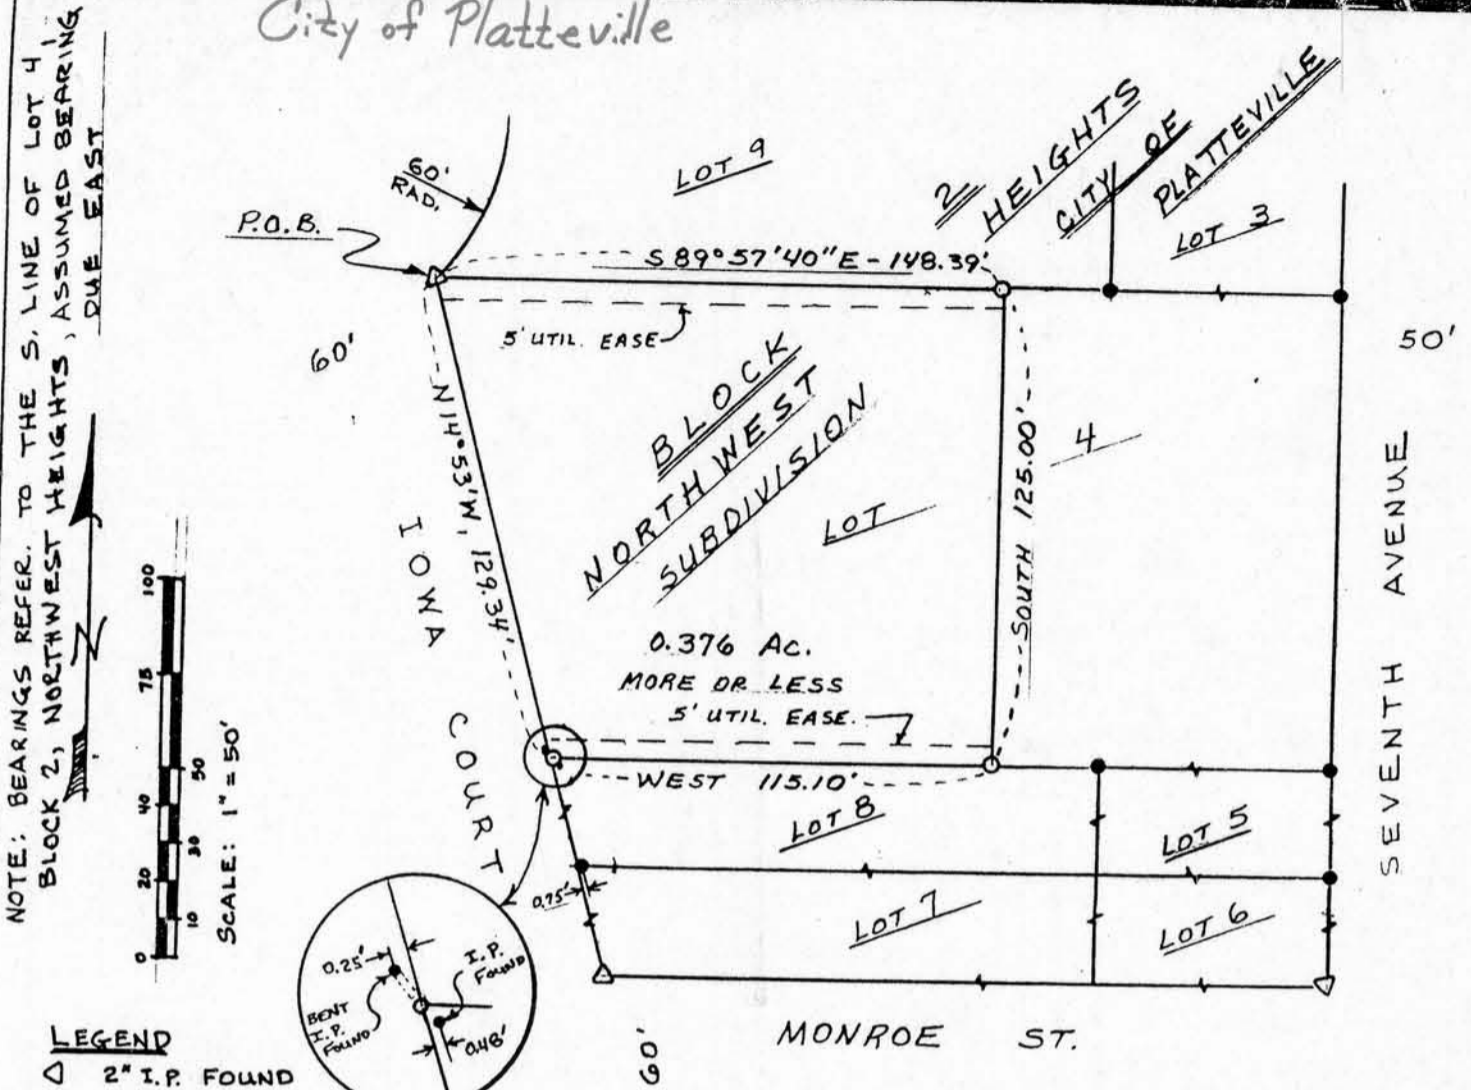 City of Platteville
NOTE: BEARINGS REFER. TO THE S. LINE OF LOT 4
BLOCK 2, NORTHWEST HEIGHTS, ASSUMED BEARING,
DUE EAST
60'
RAD.
LOT 9
2
HEIGHTS
CITY OF
PLATTEVILLE
LOT 3
P.O.B.
S 89°57'40"E - 148.39'
5' UTIL. EASE
60'
50'
BLOCK
NORTHWEST
SUBDIVISION
LOT
4
N14°53'W, 129.34'
SOUTH 125.00'
IOWA COURT
SEVENTH AVENUE
0.376 Ac.
MORE OR LESS
5' UTIL. EASE.
WEST 115.10'
100
75
50
40
30
20
10
0
SCALE: 1" = 50'
LOT 8
LOT 5
0.75'
LOT 7
LOT 6
0.25'
I.P.
FOUND
BENT
I.P.
FOUND
0.48'
MONROE ST.
60'
LEGEND
△ 2" I.P. FOUND